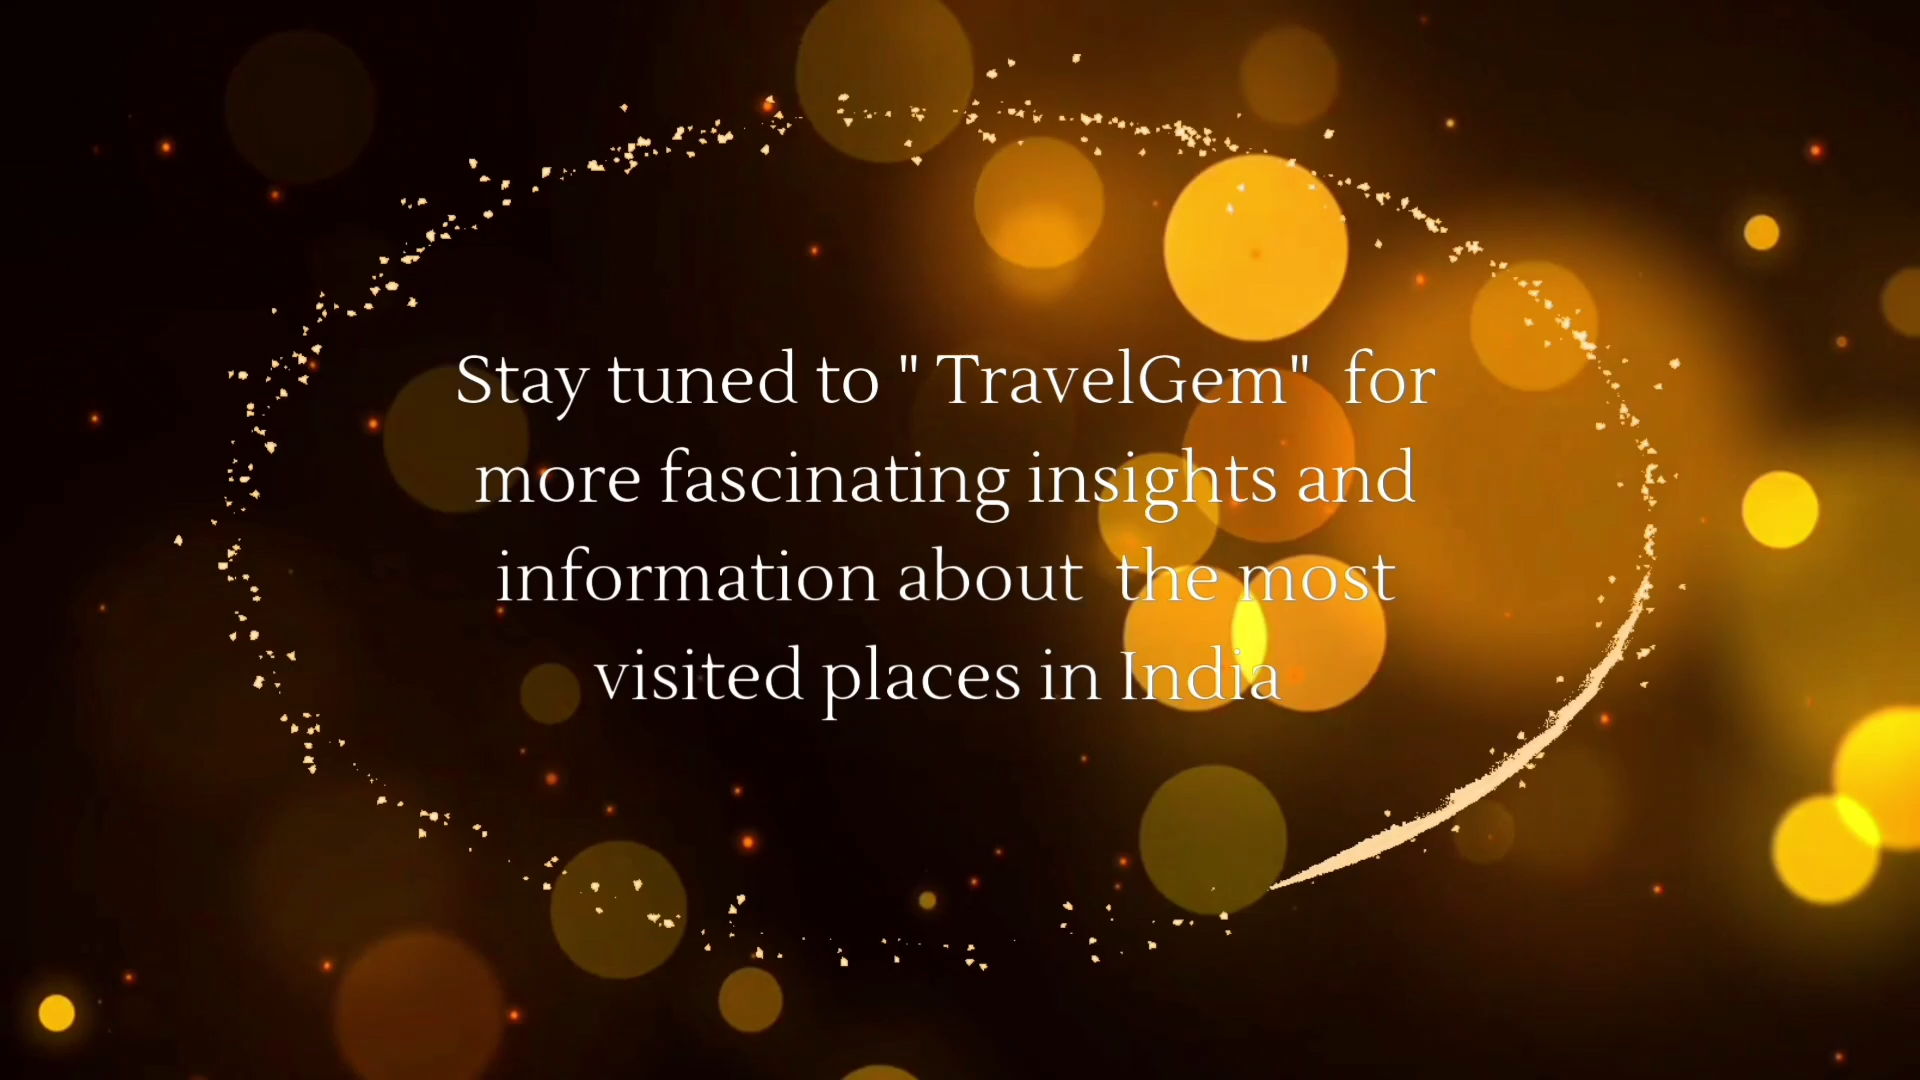 Stay tuned to " TravelGem"  for
more fascinating insights and
information about  the most
visited places in India